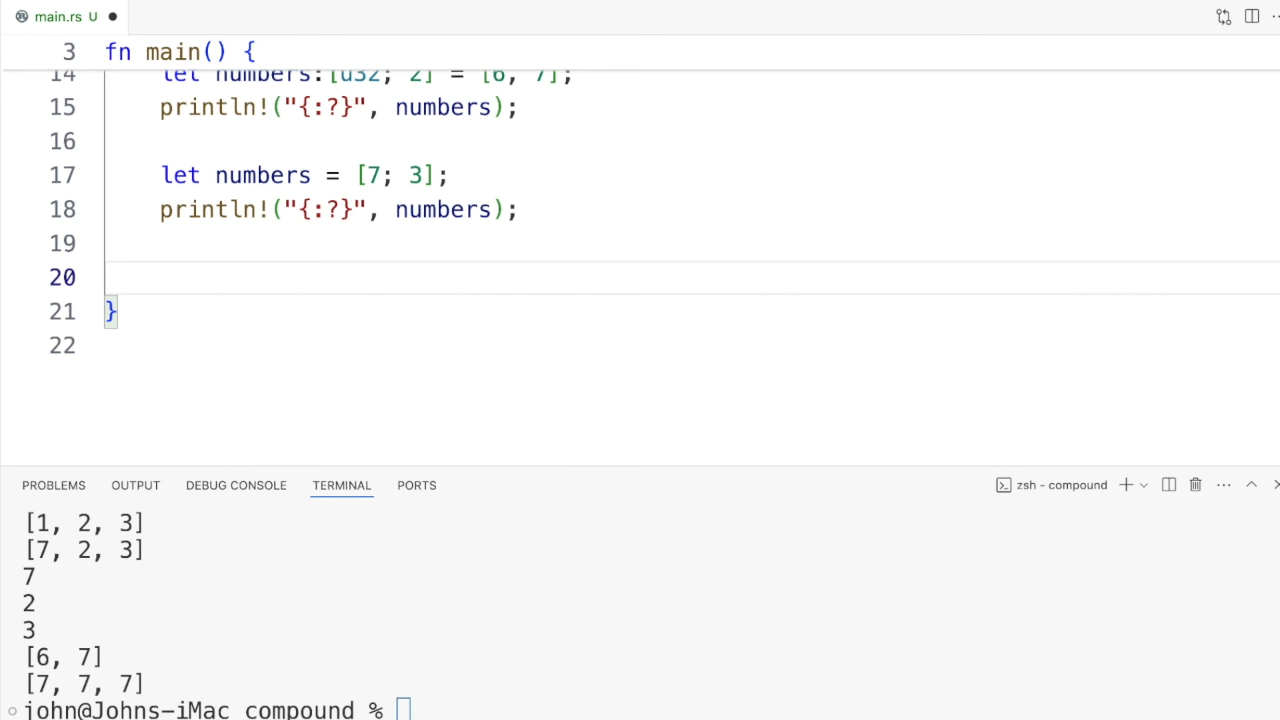 main.rs U
3 fn main() {
14 let numbers:[u32; 2] = [6, 7];
15 println!("{:?}", numbers);
16
17 let numbers = [7; 3];
18 println!("{:?}", numbers);
19
20
21 }
22
PROBLEMS OUTPUT DEBUG CONSOLE TERMINAL PORTS zsh - compound
[1, 2, 3]
[7, 2, 3]
7
2
3
[6, 7]
[7, 7, 7]
john@Johns-iMac compound %